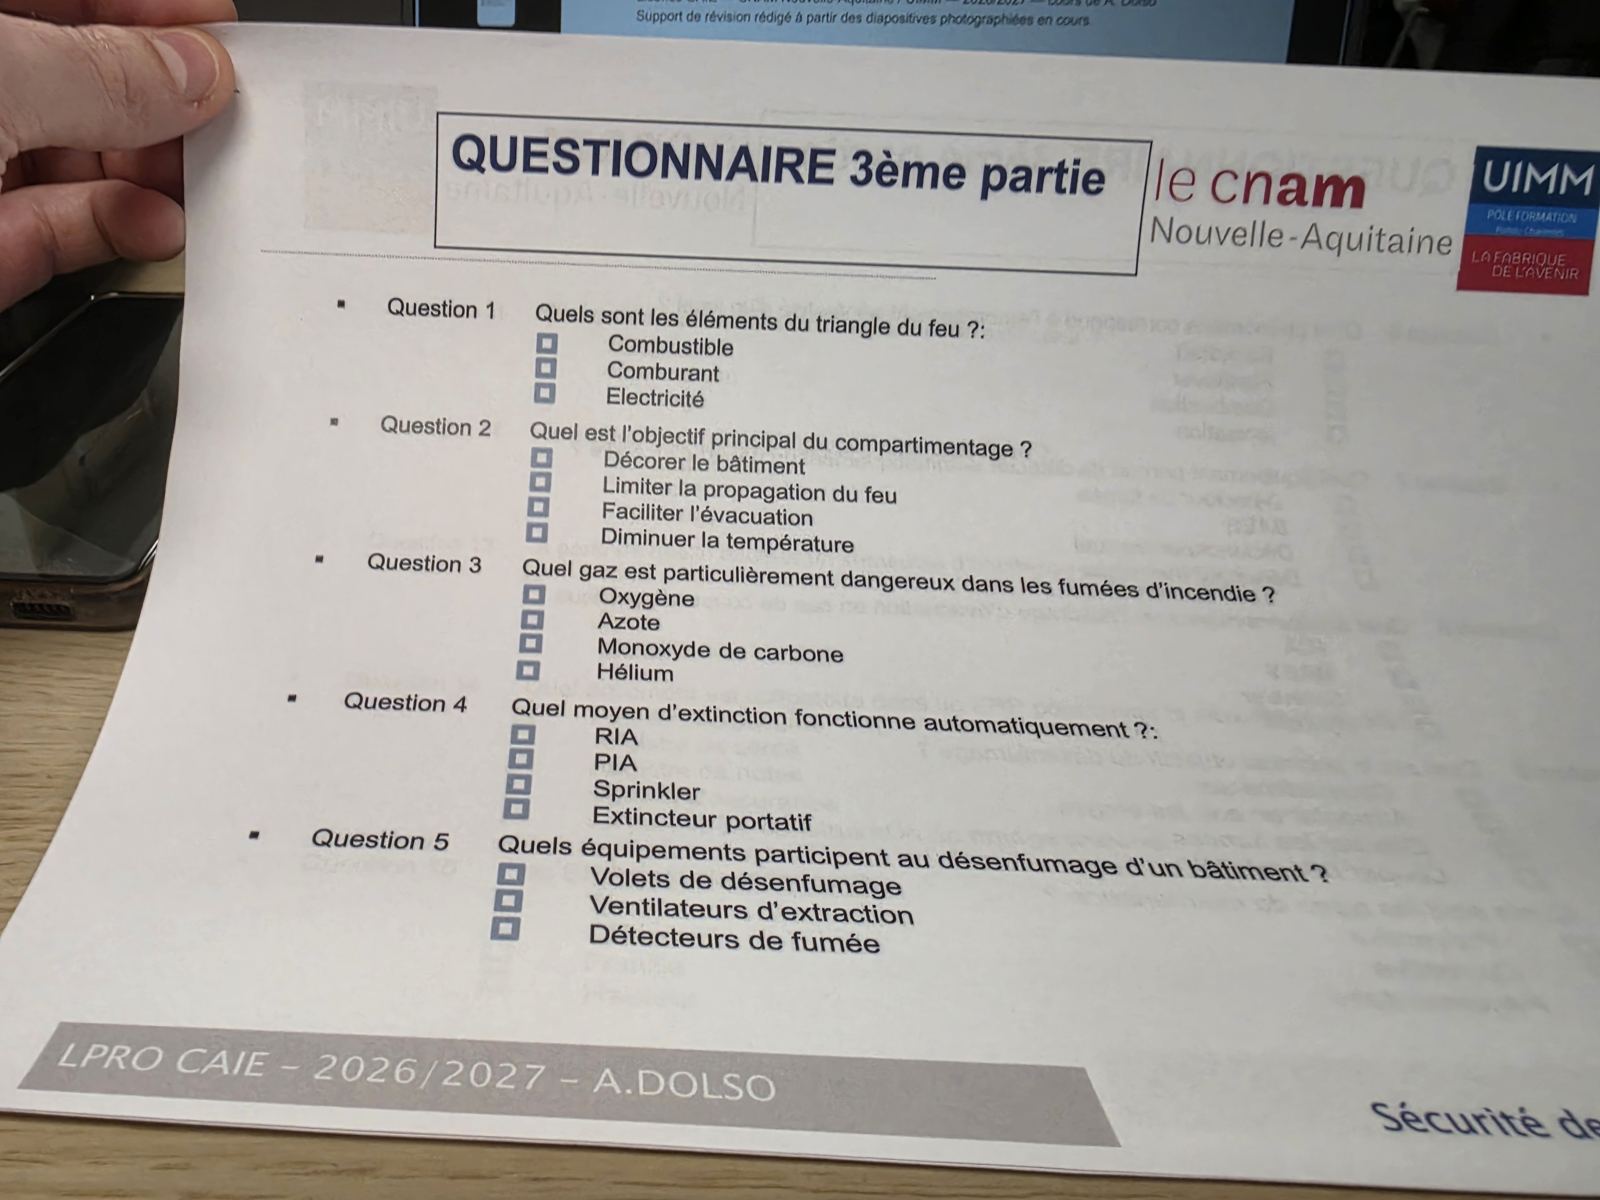 Support de révision rédigé à partir des diapositives photographiées en cours.
QUESTIONNAIRE 3ème partie
le cnam
Nouvelle-Aquitaine
UIMM
PÔLE FORMATION
LA FABRIQUE
DE L'AVENIR
Question 1 Quels sont les éléments du triangle du feu ?:
Combustible
Comburant
Electricité
Question 2 Quel est l'objectif principal du compartimentage ?
Décorer le bâtiment
Limiter la propagation du feu
Faciliter l'évacuation
Diminuer la température
Question 3 Quel gaz est particulièrement dangereux dans les fumées d'incendie ?
Oxygène
Azote
Monoxyde de carbone
Hélium
Question 4 Quel moyen d'extinction fonctionne automatiquement ?:
RIA
PIA
Sprinkler
Extincteur portatif
Question 5 Quels équipements participent au désenfumage d'un bâtiment ?
Volets de désenfumage
Ventilateurs d'extraction
Détecteurs de fumée
LPRO CAIE – 2026/2027 – A.DOLSO
Sécurité de